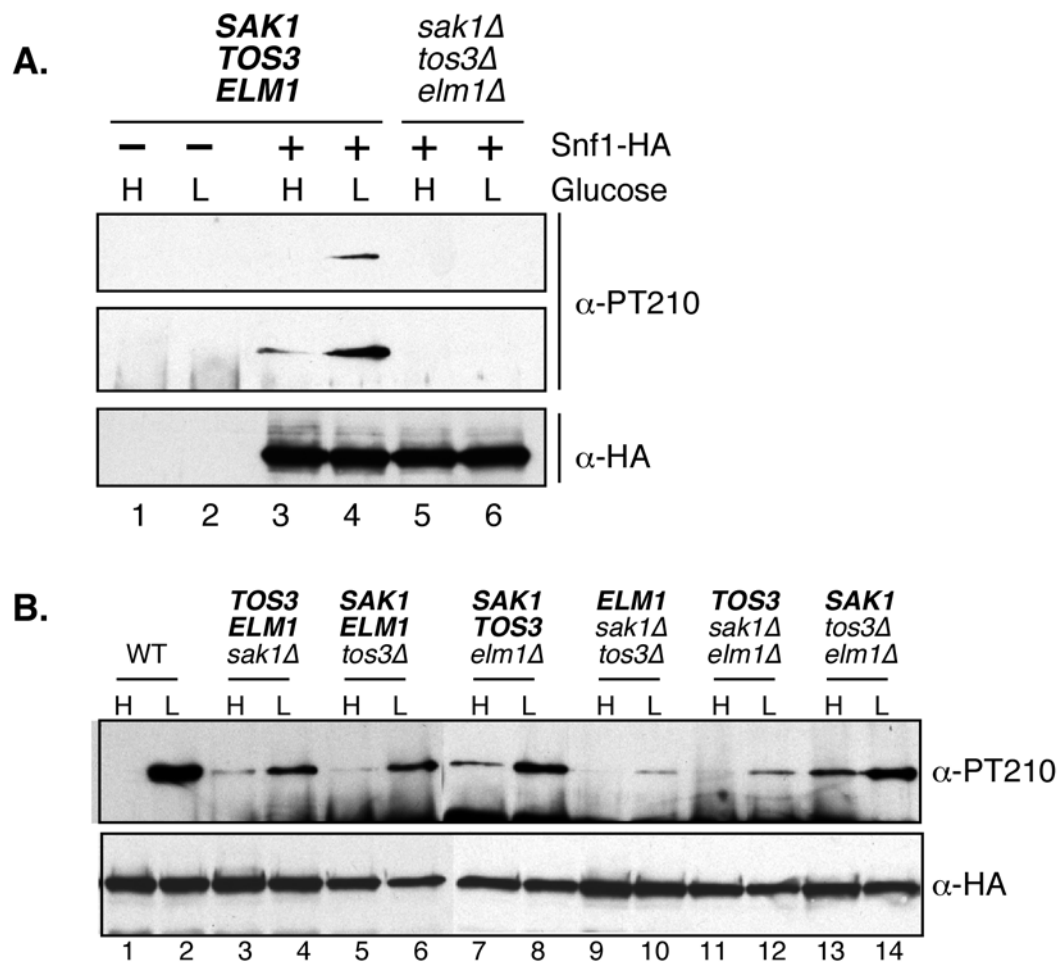 A.
SAK1 sak1Δ
TOS3 tos3Δ
ELM1 elm1Δ
− − + + + + Snf1-HA
H L H L H L Glucose
α-PT210
α-HA
1 2 3 4 5 6
B.
TOS3 SAK1 SAK1 ELM1 TOS3 SAK1
ELM1 ELM1 TOS3 sak1Δ sak1Δ tos3Δ
WT sak1Δ tos3Δ elm1Δ tos3Δ elm1Δ elm1Δ
H L H L H L H L H L H L H L
α-PT210
α-HA
1 2 3 4 5 6 7 8 9 10 11 12 13 14